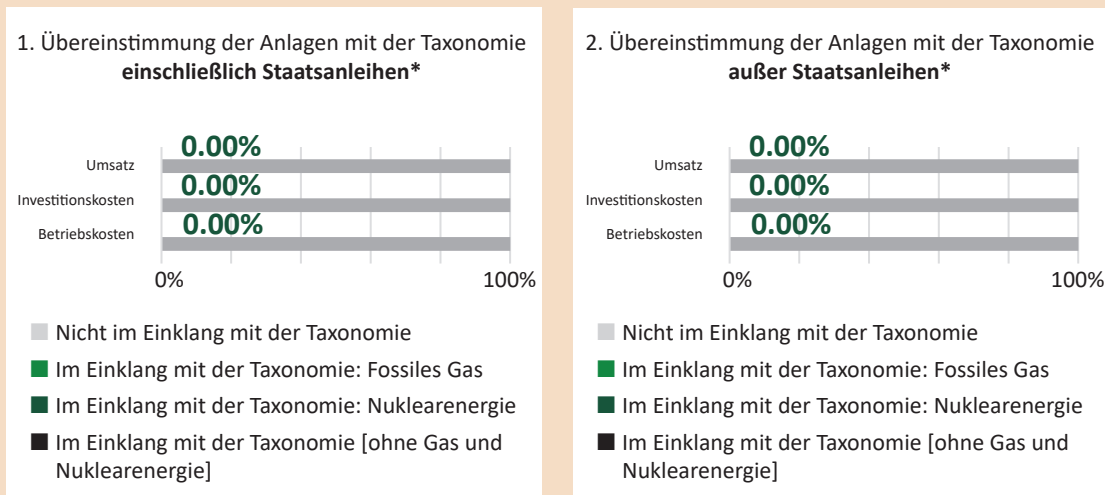 1. Übereinstimmung der Anlagen mit der Taxonomie
einschließlich Staatsanleihen*
0.00%
Umsatz
0.00%
Investitionskosten
0.00%
Betriebskosten
0%
100%
Nicht im Einklang mit der Taxonomie
Im Einklang mit der Taxonomie: Fossiles Gas
Im Einklang mit der Taxonomie: Nuklearenergie
Im Einklang mit der Taxonomie [ohne Gas und
Nuklearenergie]
2. Übereinstimmung der Anlagen mit der Taxonomie
außer Staatsanleihen*
0.00%
Umsatz
0.00%
Investitionskosten
0.00%
Betriebskosten
0%
100%
Nicht im Einklang mit der Taxonomie
Im Einklang mit der Taxonomie: Fossiles Gas
Im Einklang mit der Taxonomie: Nuklearenergie
Im Einklang mit der Taxonomie [ohne Gas und
Nuklearenergie]